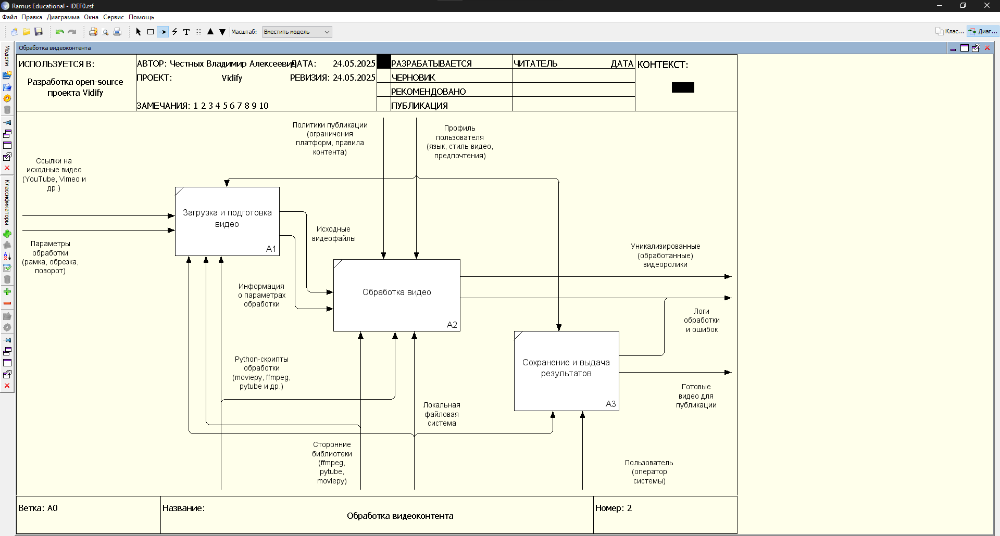 Ramus Educational - IDEF0.rsf
Файл Правка Диаграмма Окна Сервис Помощь
Масштаб: Вместить модель
Клас... Диаг...
Модели
Классификаторы
Обработка видеоконтента
ИСПОЛЬЗУЕТСЯ В:
Разработка open-source
проекта Vidify
АВТОР: Честных Владимир Алексеевич
ДАТА: 24.05.2025
ПРОЕКТ: Vidify
РЕВИЗИЯ: 24.05.2025
ЗАМЕЧАНИЯ: 1 2 3 4 5 6 7 8 9 10
РАЗРАБАТЫВАЕТСЯ
ЧЕРНОВИК
РЕКОМЕНДОВАНО
ПУБЛИКАЦИЯ
ЧИТАТЕЛЬ ДАТА
КОНТЕКСТ:
Политики публикации
(ограничения
платформ, правила
контента)
Профиль
пользователя
(язык, стиль видео,
предпочтения)
Ссылки на
исходные видео
(YouTube, Vimeo и
др.)
Загрузка и подготовка
видео
A1
Параметры
обработки
(рамка, обрезка,
поворот)
Исходные
видеофайлы
Информация
о параметрах
обработки
Обработка видео
A2
Уникализированные
(обработанные)
видеоролики
Логи
обработки
и ошибок
Сохранение и выдача
результатов
A3
Готовые
видео для
публикации
Python-скрипты
обработки
(moviepy, ffmpeg,
pytube и др.)
Локальная
файловая
система
Сторонние
библиотеки
(ffmpeg,
pytube,
moviepy)
Пользователь
(оператор
системы)
Ветка: A0
Название:
Обработка видеоконтента
Номер: 2